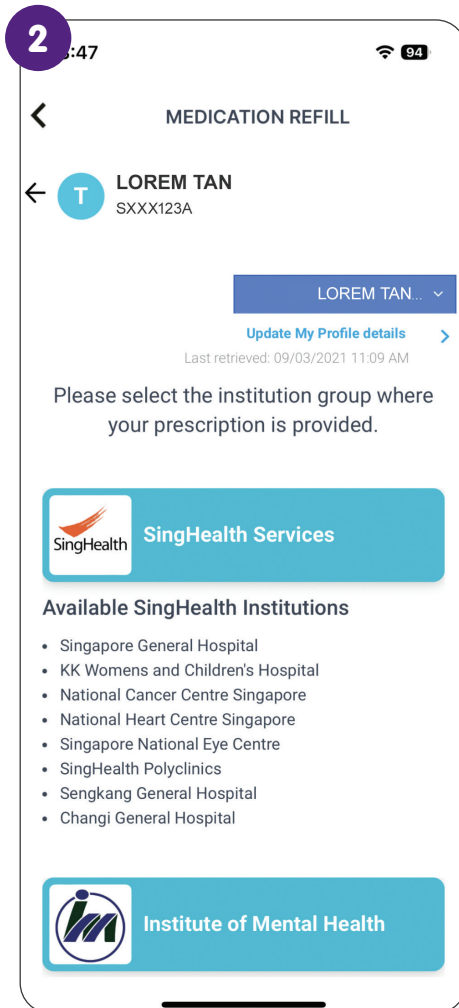 2
:47
94
MEDICATION REFILL
T
LOREM TAN
SXXX123A
LOREM TAN...
Update My Profile details
Last retrieved: 09/03/2021 11:09 AM
Please select the institution group where
your prescription is provided.
SingHealth
SingHealth Services
Available SingHealth Institutions
• Singapore General Hospital
• KK Womens and Children's Hospital
• National Cancer Centre Singapore
• National Heart Centre Singapore
• Singapore National Eye Centre
• SingHealth Polyclinics
• Sengkang General Hospital
• Changi General Hospital
im
Institute of Mental Health